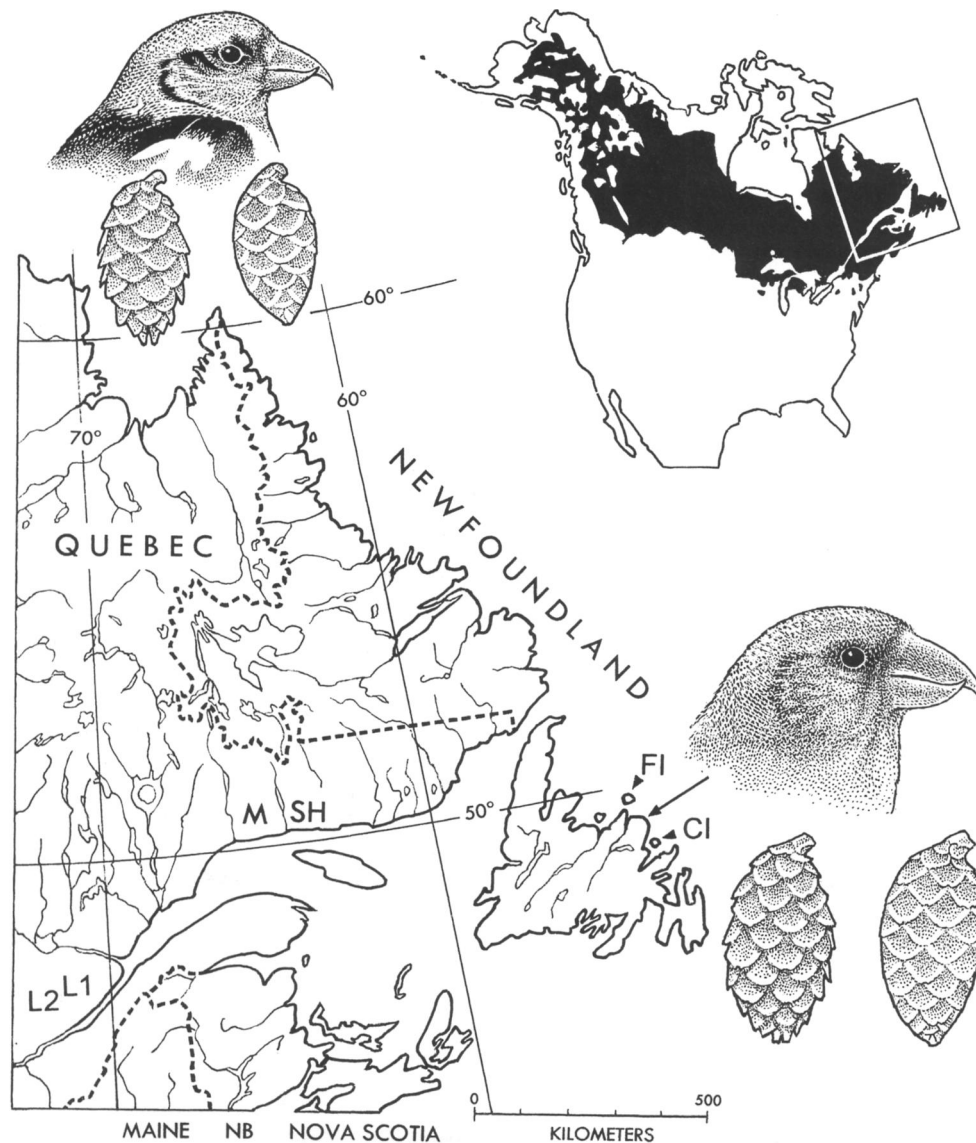 60°
60°
70°
NEWFOUNDLAND
QUEBEC
FI
M SH
50°
CI
L2 L1
0 500
MAINE NB NOVA SCOTIA KILOMETERS